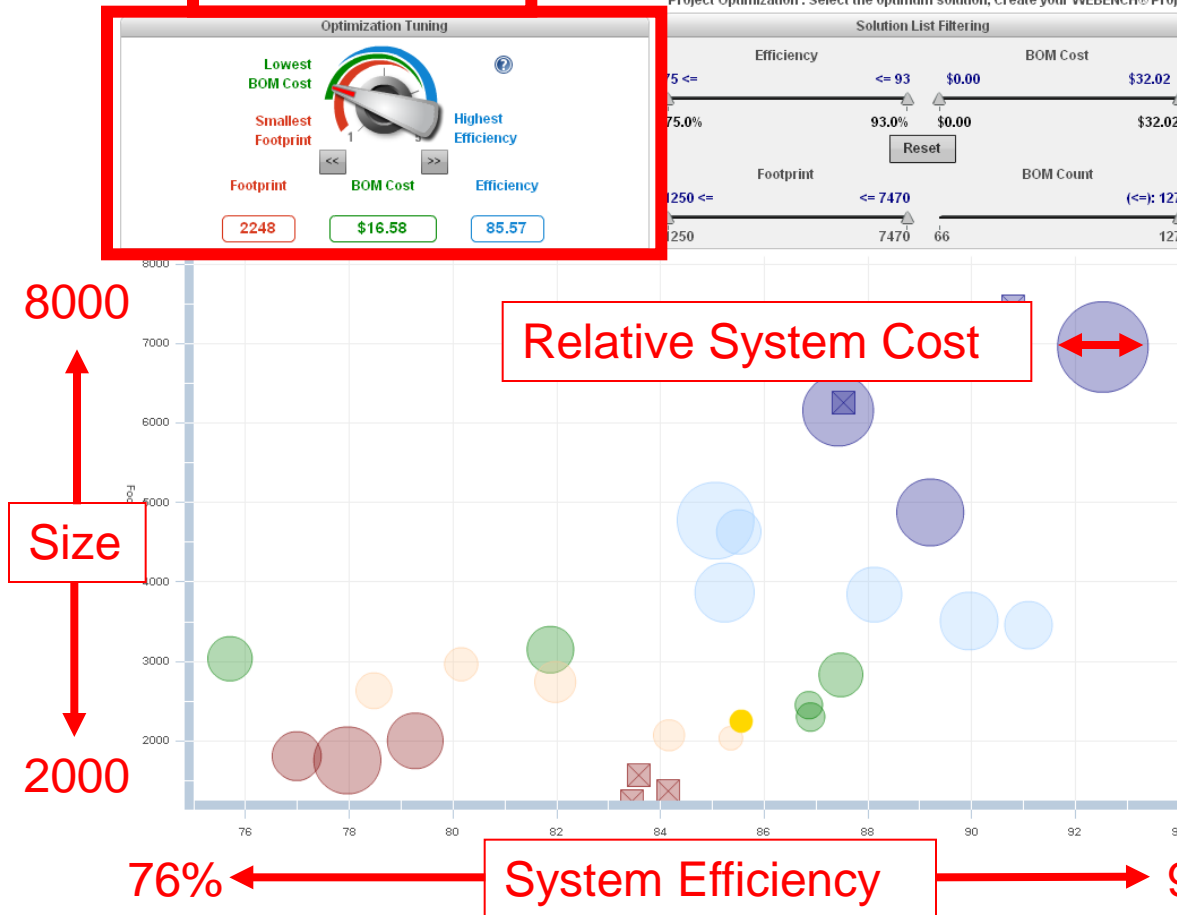 Project Optimization : Select the optimum solution, Create your WEBENCH® Proj
Optimization Tuning
Lowest
BOM Cost
Smallest
Footprint
1 5
Highest
Efficiency
?
<< >>
Footprint BOM Cost Efficiency
2248 $16.58 85.57
Solution List Filtering
Efficiency BOM Cost
75 <= <= 93 $0.00 $32.02
75.0% 93.0% $0.00 $32.02
Reset
Footprint BOM Count
1250 <= <= 7470 (<=): 127
1250 7470 66 127
8000
7000
6000
5000
4000
3000
2000
Foo
8000
Size
2000
Relative System Cost
76 78 80 82 84 86 88 90 92 9
76% System Efficiency 9